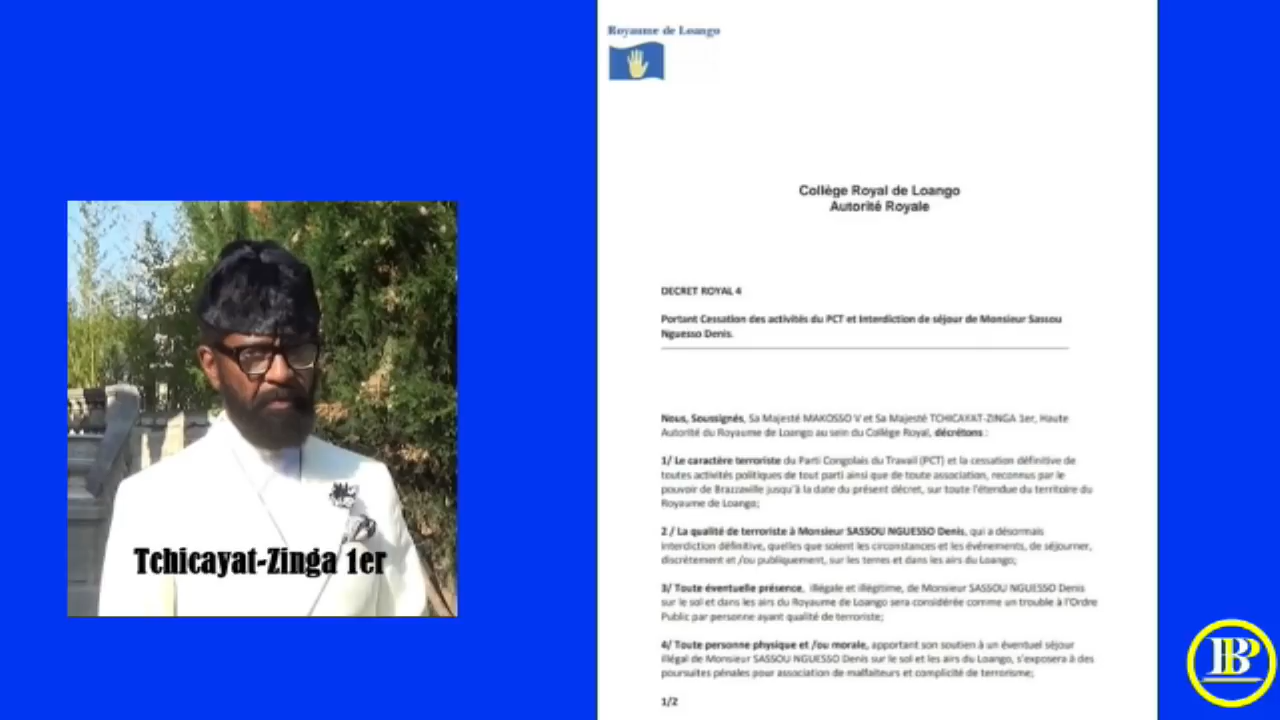 Royaume de Loango
Collège Royal de Loango
Autorité Royale
DECRET ROYAL 4
Portant Cessation des activités du PCT et Interdiction de séjour de Monsieur Sassou
Nguesso Denis.
Nous, Soussignés, Sa Majesté MAKOSSO V et Sa Majesté TCHICAYAT-ZINGA 1er, Haute
Autorité du Royaume de Loango au sein du Collège Royal, décrétons :
1/ Le caractère terroriste du Parti Congolais du Travail (PCT) et la cessation définitive de
toutes activités politiques de tout parti ainsi que de toute association, reconnus par le
pouvoir de Brazzaville jusqu'à la date du présent décret, sur toute l'étendue du territoire du
Royaume de Loango;
2 / La qualité de terroriste à Monsieur SASSOU NGUESSO Denis, qui a désormais
interdiction définitive, quelles que soient les circonstances et les événements, de séjourner,
discrètement et /ou publiquement, sur les terres et dans les airs du Loango;
3/ Toute éventuelle présence, illégale et illégitime, de Monsieur SASSOU NGUESSO Denis
sur le sol et dans les airs du Royaume de Loango sera considérée comme un trouble à l'Ordre
Public par personne ayant qualité de terroriste;
4/ Toute personne physique et /ou morale, apportant son soutien à un éventuel séjour
illégal de Monsieur SASSOU NGUESSO Denis sur le sol et les airs du Loango, s'exposera à des
poursuites pénales pour association de malfaiteurs et complicité de terrorisme;
1/2
Tchicayat-Zinga 1er